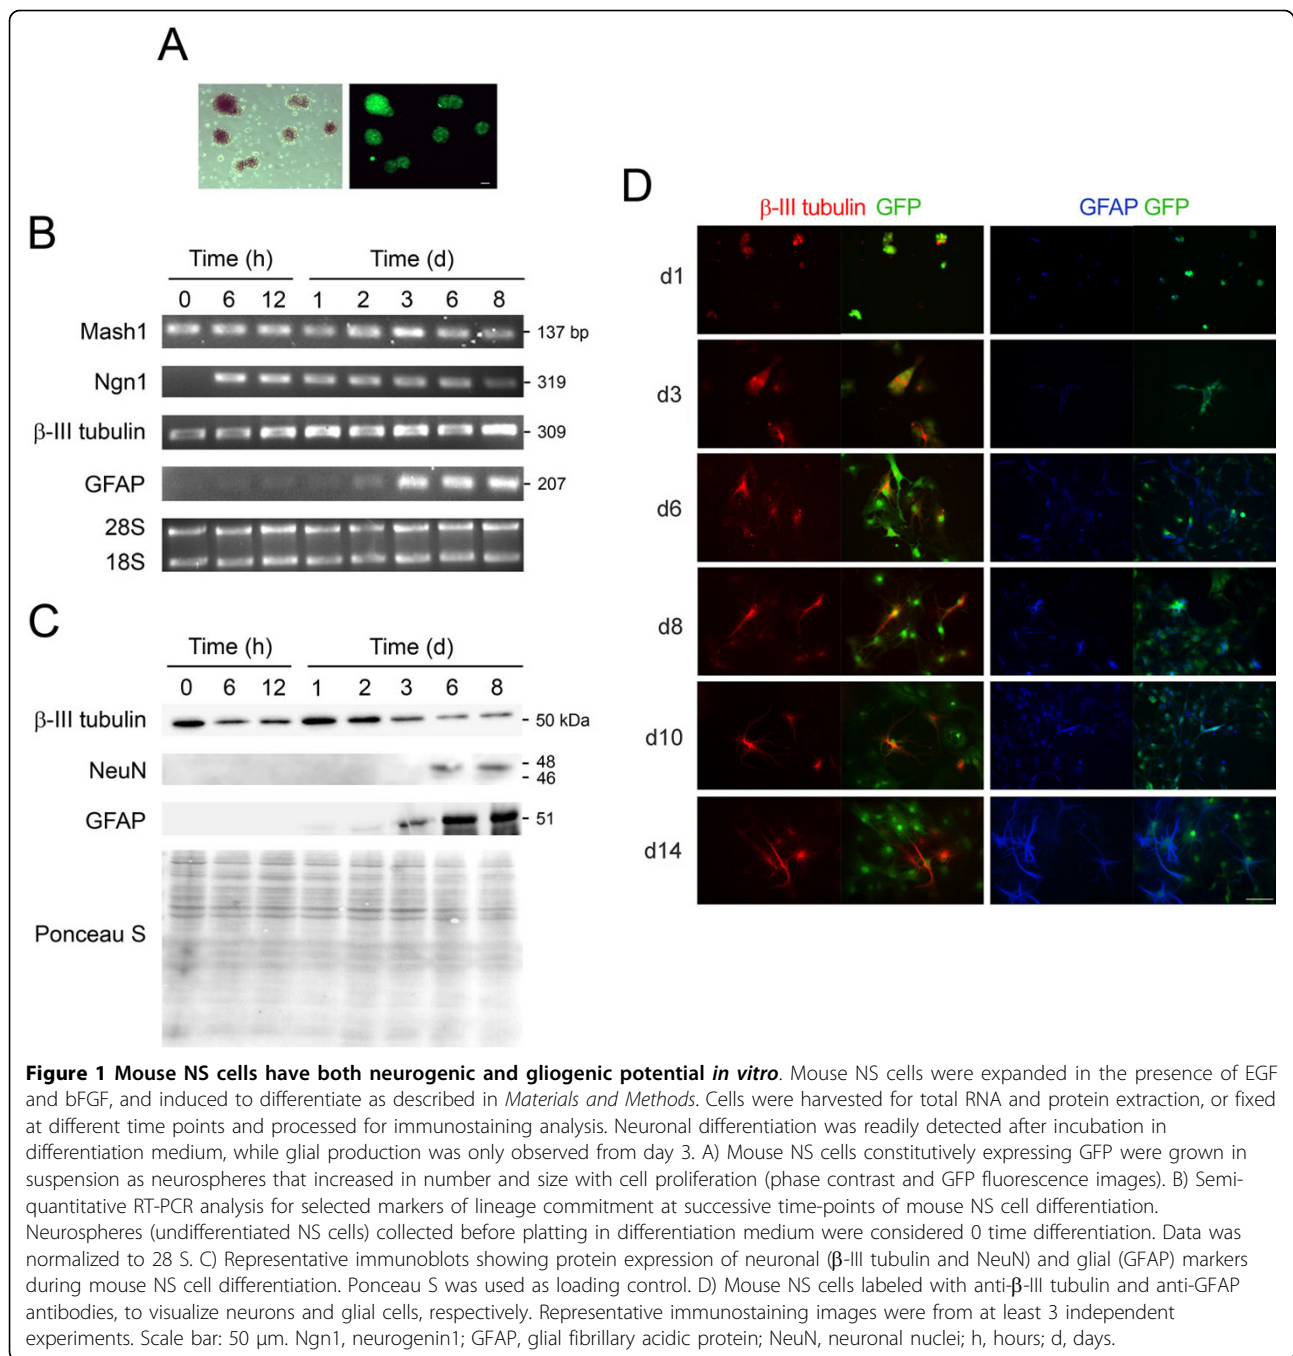 A
B
Time (h) Time (d)
0 6 12 1 2 3 6 8
Mash1 - 137 bp
Ngn1 - 319
β-III tubulin - 309
GFAP - 207
28S
18S
C
Time (h) Time (d)
0 6 12 1 2 3 6 8
β-III tubulin - 50 kDa
NeuN - 48
- 46
GFAP - 51
Ponceau S
D
β-III tubulin GFP GFAP GFP
d1
d3
d6
d8
d10
d14
Figure 1 Mouse NS cells have both neurogenic and gliogenic potential in vitro. Mouse NS cells were expanded in the presence of EGF
and bFGF, and induced to differentiate as described in Materials and Methods. Cells were harvested for total RNA and protein extraction, or fixed
at different time points and processed for immunostaining analysis. Neuronal differentiation was readily detected after incubation in
differentiation medium, while glial production was only observed from day 3. A) Mouse NS cells constitutively expressing GFP were grown in
suspension as neurospheres that increased in number and size with cell proliferation (phase contrast and GFP fluorescence images). B) Semi-
quantitative RT-PCR analysis for selected markers of lineage commitment at successive time-points of mouse NS cell differentiation.
Neurospheres (undifferentiated NS cells) collected before platting in differentiation medium were considered 0 time differentiation. Data was
normalized to 28 S. C) Representative immunoblots showing protein expression of neuronal (β-III tubulin and NeuN) and glial (GFAP) markers
during mouse NS cell differentiation. Ponceau S was used as loading control. D) Mouse NS cells labeled with anti-β-III tubulin and anti-GFAP
antibodies, to visualize neurons and glial cells, respectively. Representative immunostaining images were from at least 3 independent
experiments. Scale bar: 50 μm. Ngn1, neurogenin1; GFAP, glial fibrillary acidic protein; NeuN, neuronal nuclei; h, hours; d, days.